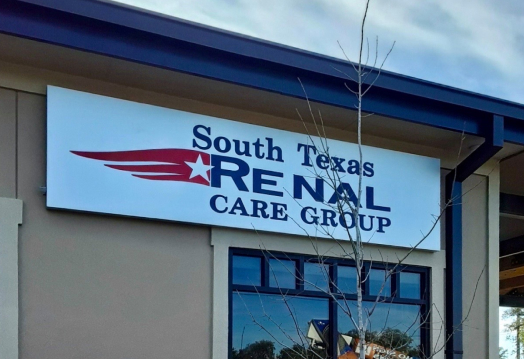 South Texas
RENAL
CARE GROUP